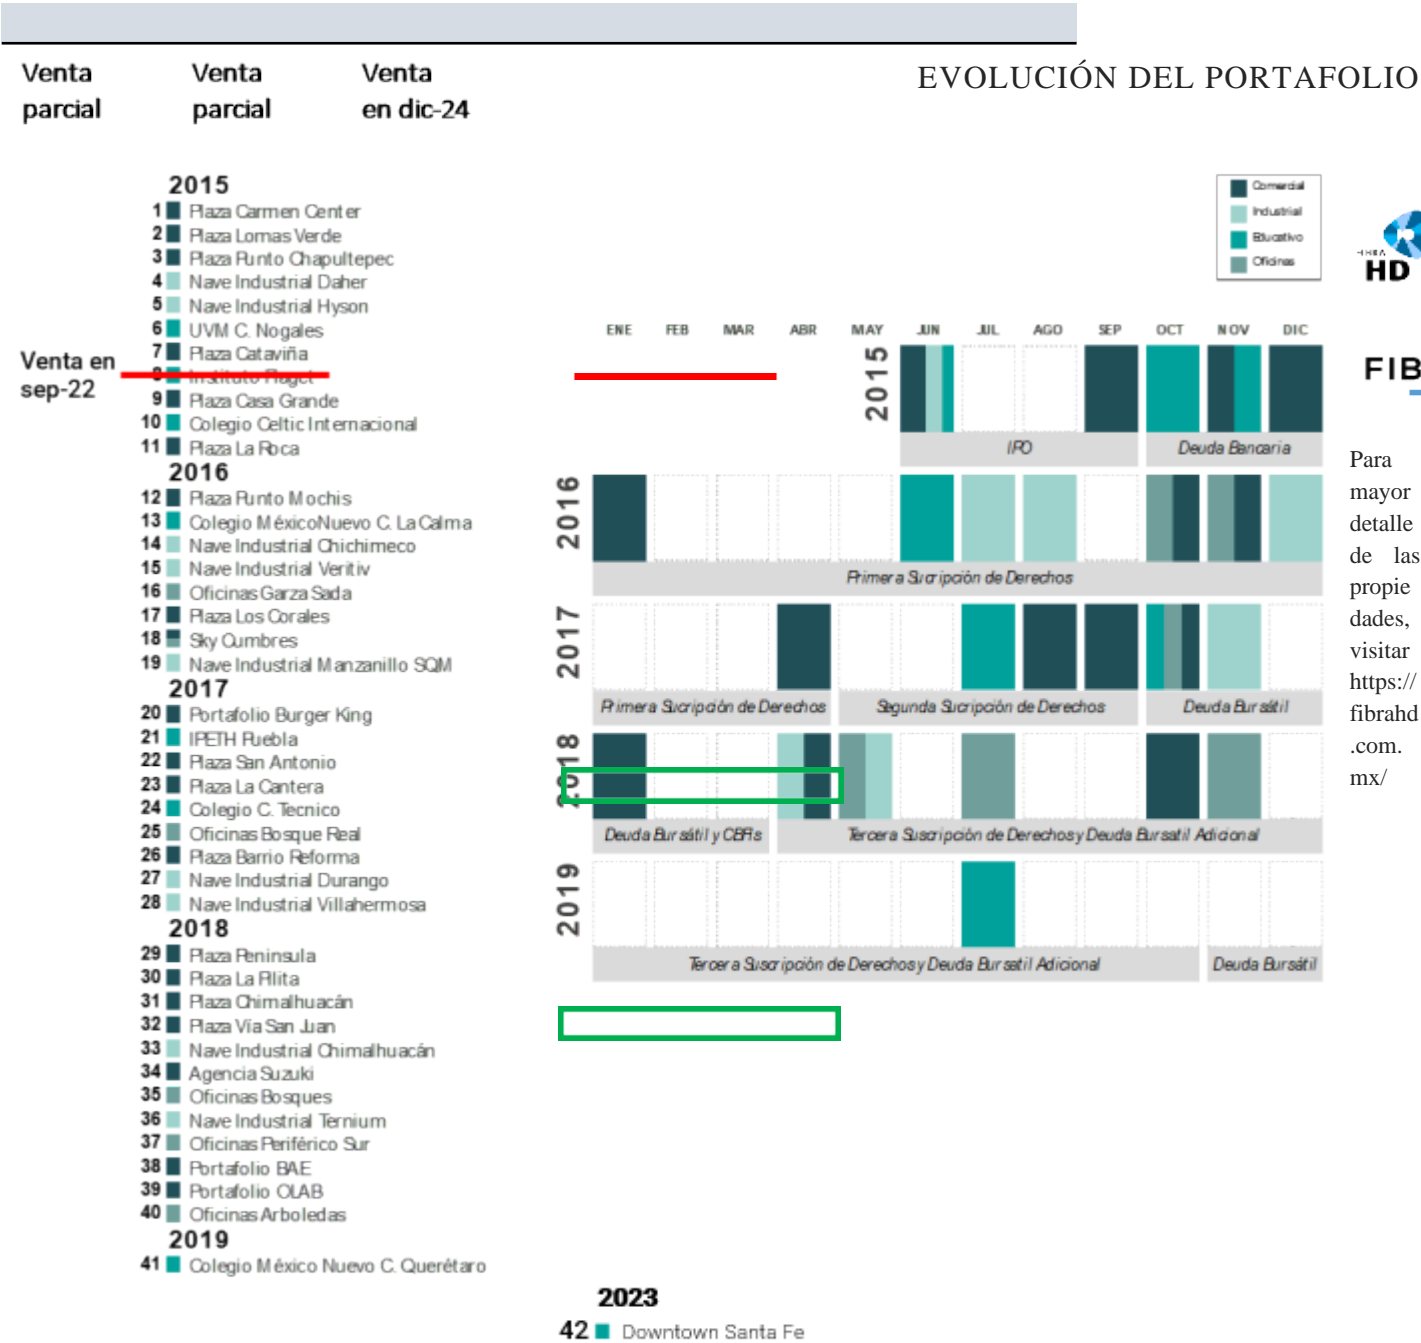 Venta parcial
Venta parcial
Venta en dic-24
EVOLUCIÓN DEL PORTAFOLIO
2015
1 Plaza Carmen Center
2 Plaza Lomas Verde
3 Plaza Punto Chapultepec
4 Nave Industrial Daher
5 Nave Industrial Hyson
6 UVM C. Nogales
7 Plaza Cataviña
Venta en sep-22
8 Instituto Piaget
9 Plaza Casa Grande
10 Colegio Celtic Internacional
11 Plaza La Roca
2016
12 Plaza Punto Mochis
13 Colegio MéxicoNuevo C. La Calma
14 Nave Industrial Chichimeco
15 Nave Industrial Veritiv
16 Oficinas Garza Sada
17 Plaza Los Corales
18 Sky Cumbres
19 Nave Industrial Manzanillo SQM
2017
20 Portafolio Burger King
21 IPETH Puebla
22 Plaza San Antonio
23 Plaza La Cantera
24 Colegio C. Tecnico
25 Oficinas Bosque Real
26 Plaza Barrio Reforma
27 Nave Industrial Durango
28 Nave Industrial Villahermosa
2018
29 Plaza Peninsula
30 Plaza La Pilita
31 Plaza Chimalhuacán
32 Plaza Vía San Juan
33 Nave Industrial Chimalhuacán
34 Agencia Suzuki
35 Oficinas Bosques
36 Nave Industrial Ternium
37 Oficinas Periférico Sur
38 Portafolio BAE
39 Portafolio OLAB
40 Oficinas Arboledas
2019
41 Colegio México Nuevo C. Querétaro
2023
42 Downtown Santa Fe
Comercial
Industrial
Educativo
Oficinas
ENE FEB MAR ABR MAY JUN JUL AGO SEP OCT NOV DIC
2015
IPO
Deuda Bancaria
2016
Primera Sucripción de Derechos
2017
Primera Sucripción de Derechos
Segunda Sucripción de Derechos
Deuda Bursátil
2018
Deuda Bursátil y CBFIs
Tercera Suscripción de Derechos y Deuda Bursatil Adicional
2019
Tercera Suscripción de Derechos y Deuda Bursatil Adicional
Deuda Bursátil
HD
FIB
Para
mayor
detalle
de las
propie
dades,
visitar
https://
fibrahd
.com.
mx/